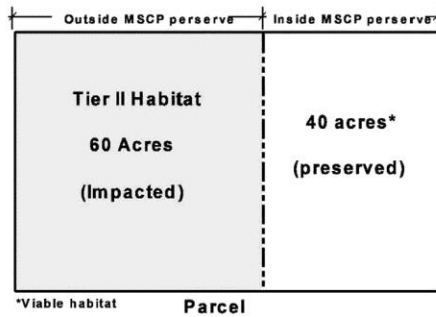 Outside MSCP perserve
Inside MSCP perserve
Tier II Habitat
60 Acres
(Impacted)
40 acres*
(preserved)
*Viable habitat
Parcel